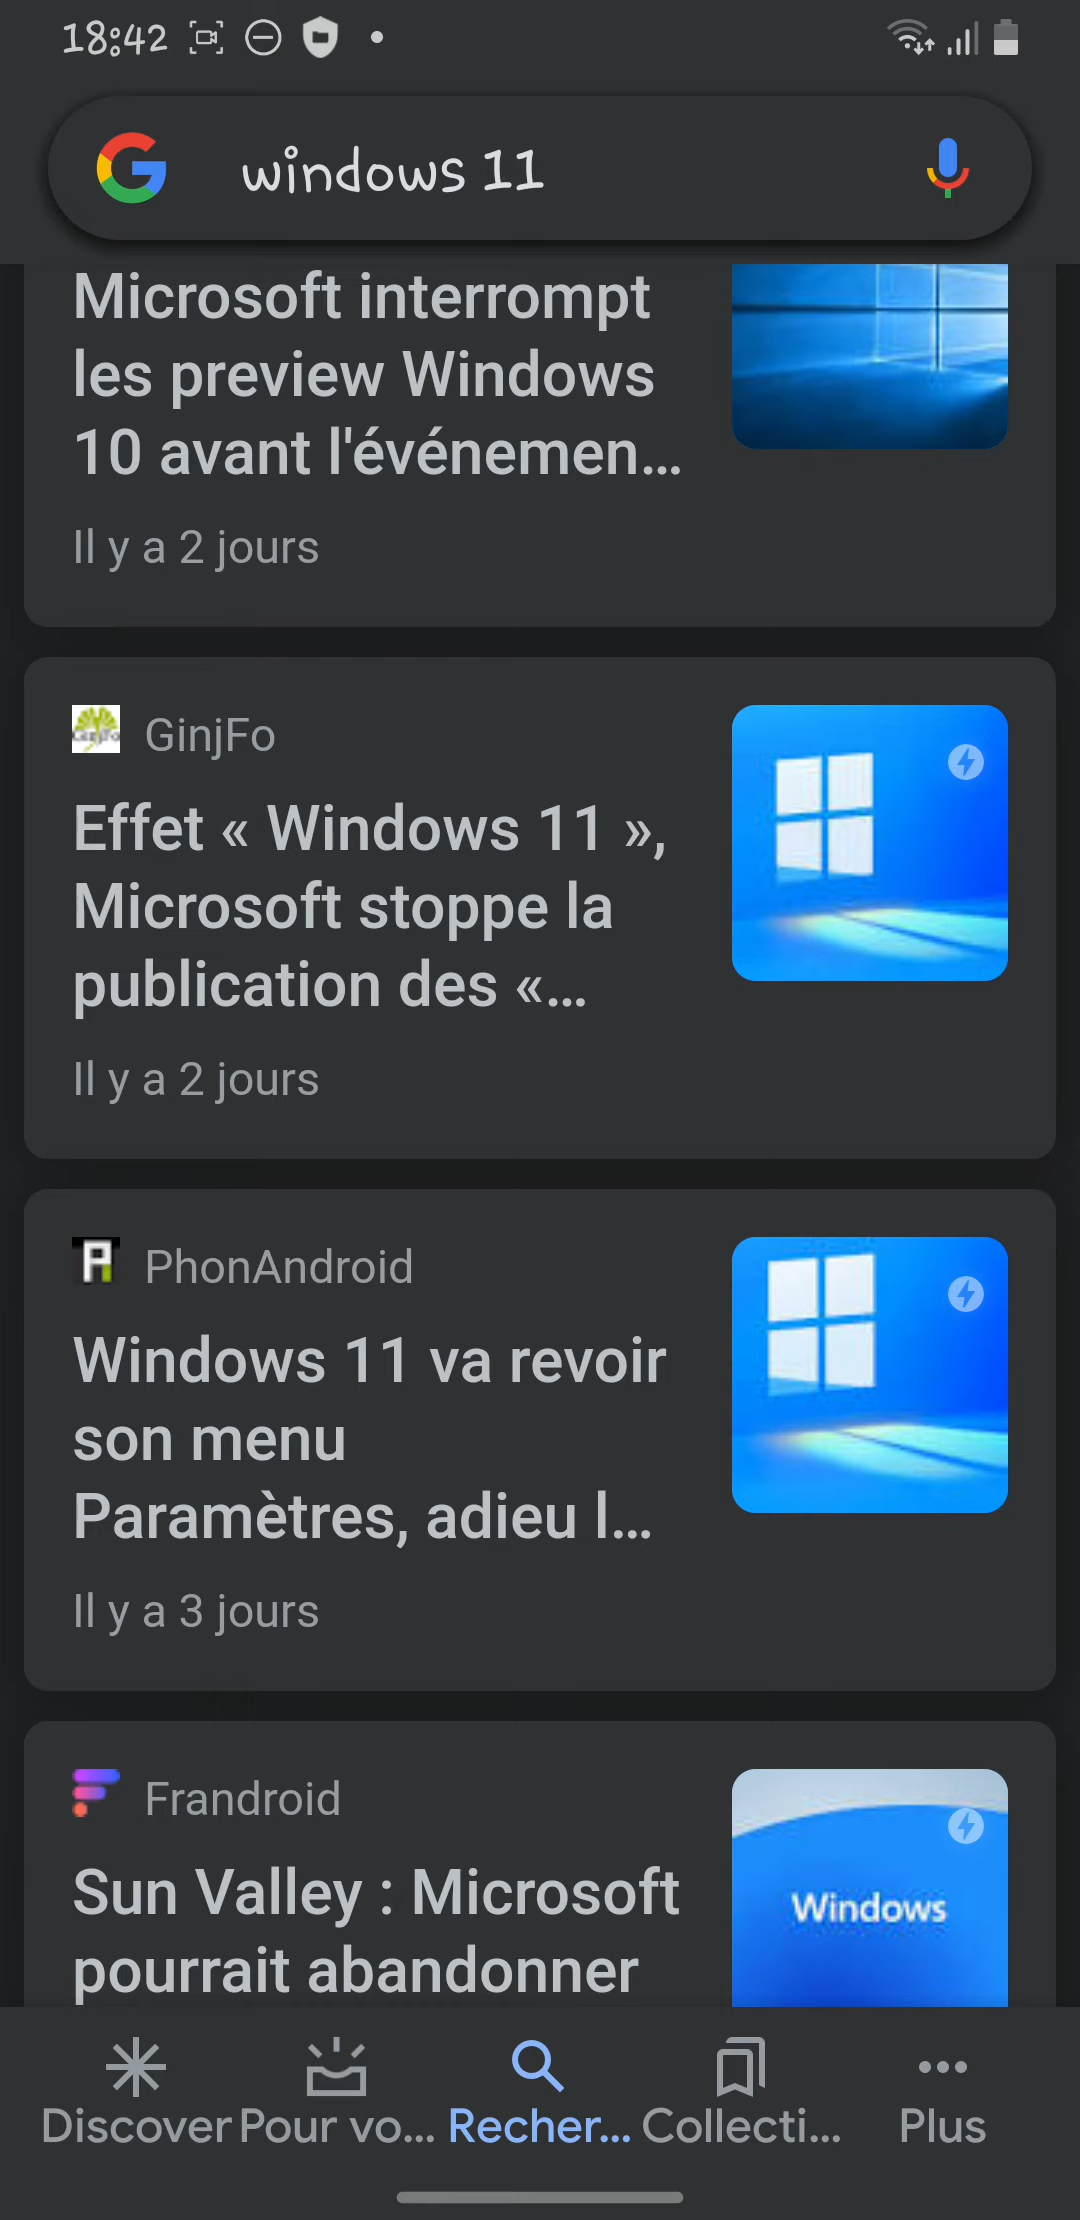 18:42
windows 11
Microsoft interrompt
les preview Windows
10 avant l'événemen...
Il y a 2 jours
GinjFo
Effet « Windows 11 »,
Microsoft stoppe la
publication des «...
Il y a 2 jours
PhonAndroid
Windows 11 va revoir
son menu
Paramètres, adieu l...
Il y a 3 jours
Frandroid
Sun Valley : Microsoft
pourrait abandonner
Windows
Discover Pour vo... Recher... Collecti... Plus